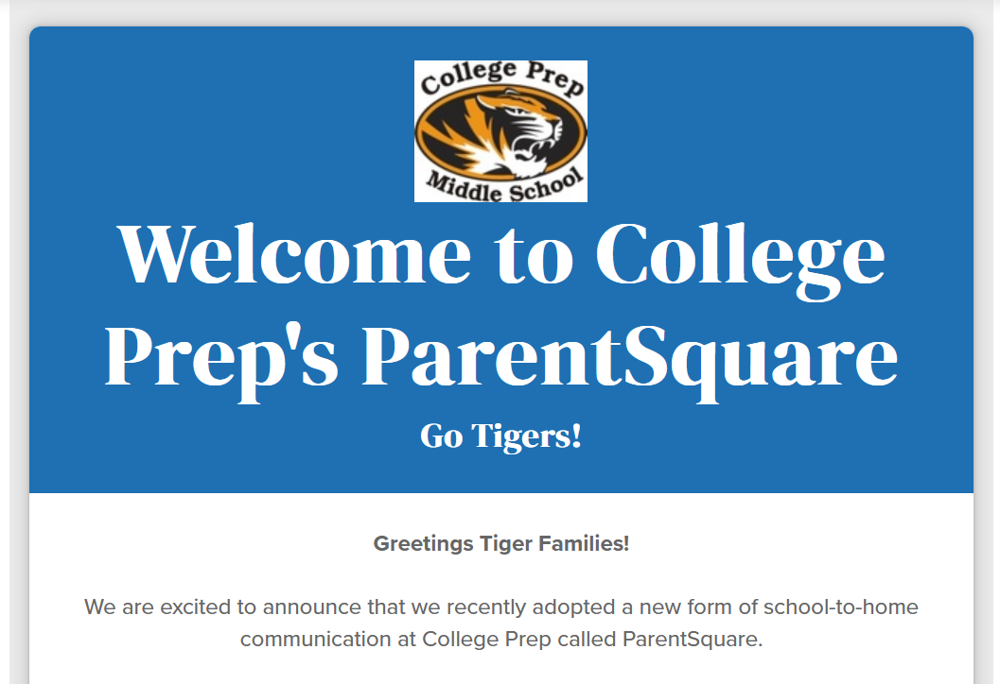 College Prep
Middle School
Welcome to College
Prep's ParentSquare
Go Tigers!
Greetings Tiger Families!
We are excited to announce that we recently adopted a new form of school-to-home
communication at College Prep called ParentSquare.